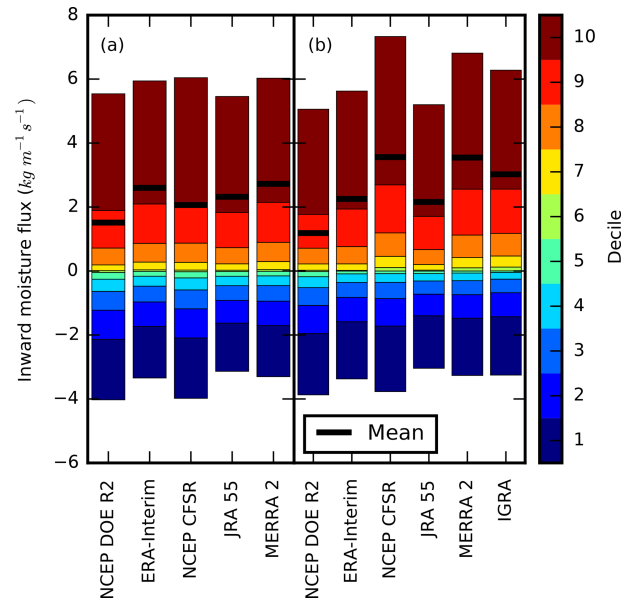 (a)
(b)
Inward moisture flux (kg m⁻¹ s⁻¹)
8
6
4
2
0
−2
−4
−6
Mean
NCEP DOE R2
ERA-Interim
NCEP CFSR
JRA 55
MERRA 2
NCEP DOE R2
ERA-Interim
NCEP CFSR
JRA 55
MERRA 2
IGRA
10
9
8
7
6
5
4
3
2
1
Decile